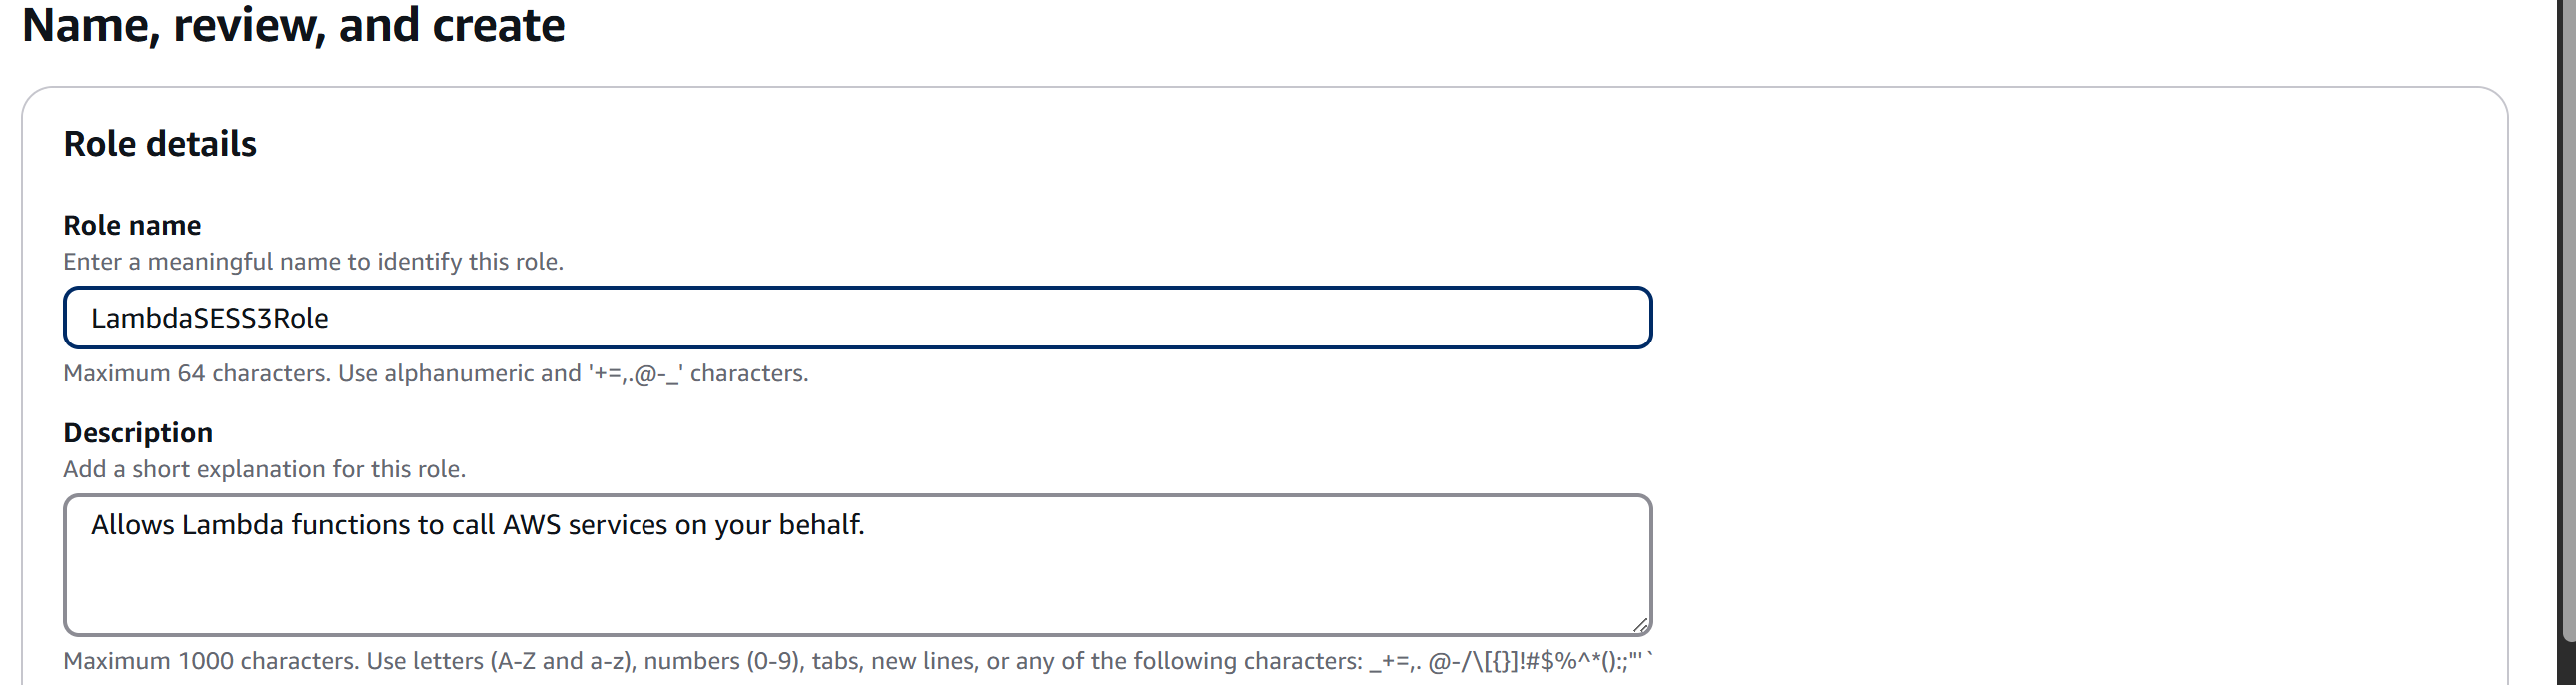 Name, review, and create
Role details
Role name
Enter a meaningful name to identify this role.
LambdaSESS3Role
Maximum 64 characters. Use alphanumeric and '+=,.@-_' characters.
Description
Add a short explanation for this role.
Allows Lambda functions to call AWS services on your behalf.
Maximum 1000 characters. Use letters (A-Z and a-z), numbers (0-9), tabs, new lines, or any of the following characters: _+=,. @-/\[{}]!#$%^*():;"'`